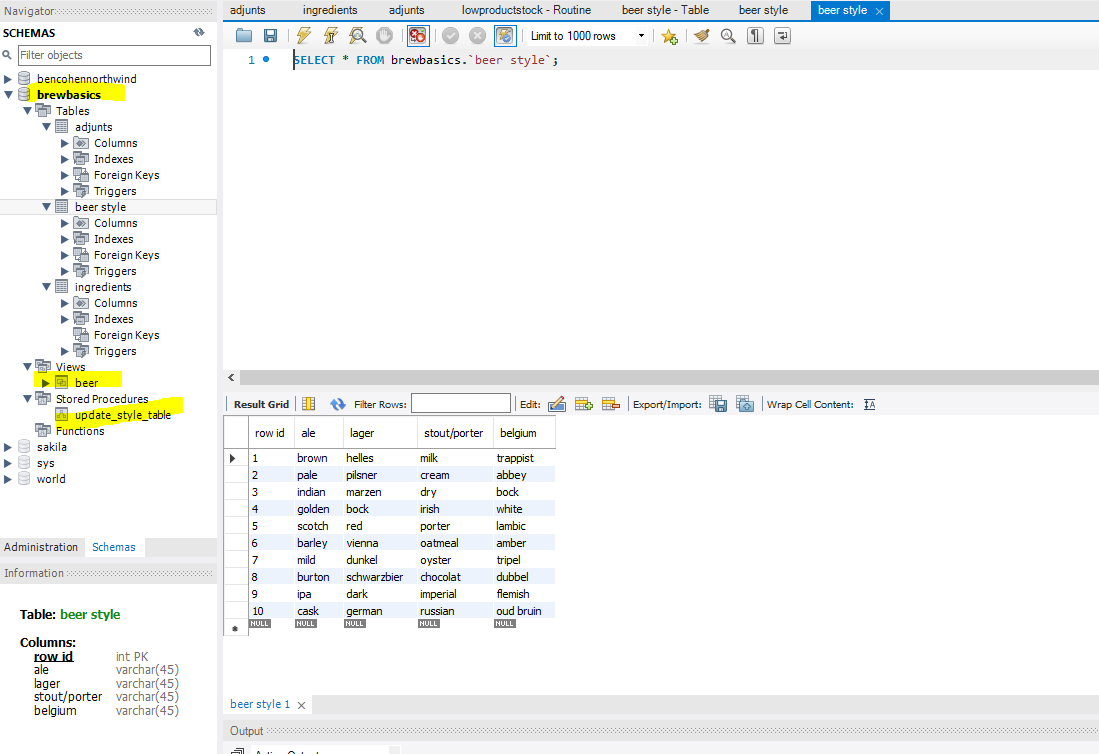 Navigator
SCHEMAS
Filter objects
bencohennorthwind
brewbasics
Tables
adjunts
Columns
Indexes
Foreign Keys
Triggers
beer style
Columns
Indexes
Foreign Keys
Triggers
ingredients
Columns
Indexes
Foreign Keys
Triggers
Views
beer
Stored Procedures
update_style_table
Functions
sakila
sys
world
Administration Schemas
Information
Table: beer style
Columns:
row id int PK
ale varchar(45)
lager varchar(45)
stout/porter varchar(45)
belgium varchar(45)
adjunts ingredients adjunts lowproductstock - Routine beer style - Table beer style beer style
Limit to 1000 rows
1 SELECT * FROM brewbasics.`beer style`;
Result Grid Filter Rows: Edit: Export/Import: Wrap Cell Content:
row id ale lager stout/porter belgium
1 brown helles milk trappist
2 pale pilsner cream abbey
3 indian marzen dry bock
4 golden bock irish white
5 scotch red porter lambic
6 barley vienna oatmeal amber
7 mild dunkel oyster tripel
8 burton schwarzbier chocolat dubbel
9 ipa dark imperial flemish
10 cask german russian oud bruin
NULL NULL NULL NULL NULL
beer style 1
Output